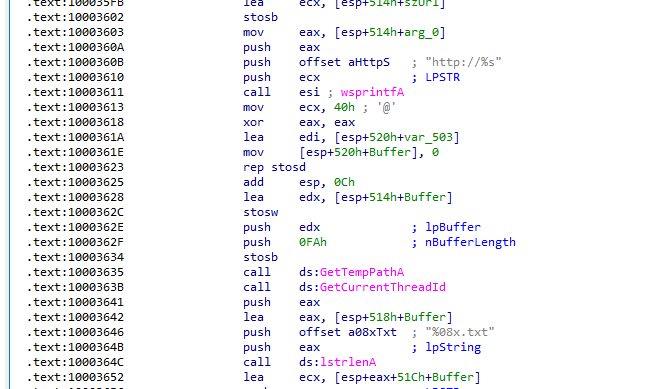 .text:100035FB lea ecx, [esp+514h+szUrl]
.text:10003602 stosb
.text:10003603 mov eax, [esp+514h+arg_0]
.text:1000360A push eax
.text:1000360B push offset aHttpS ; "http://%s"
.text:10003610 push ecx ; LPSTR
.text:10003611 call esi ; wsprintfA
.text:10003613 mov ecx, 40h ; '@'
.text:10003618 xor eax, eax
.text:1000361A lea edi, [esp+520h+var_503]
.text:1000361E mov [esp+520h+Buffer], 0
.text:10003623 rep stosd
.text:10003625 add esp, 0Ch
.text:10003628 lea edx, [esp+514h+Buffer]
.text:1000362C stosw
.text:1000362E push edx ; lpBuffer
.text:1000362F push 0FAh ; nBufferLength
.text:10003634 stosb
.text:10003635 call ds:GetTempPathA
.text:1000363B call ds:GetCurrentThreadId
.text:10003641 push eax
.text:10003642 lea eax, [esp+518h+Buffer]
.text:10003646 push offset a08xTxt ; "%08x.txt"
.text:1000364B push eax ; lpString
.text:1000364C call ds:lstrlenA
.text:10003652 lea ecx, [esp+eax+51Ch+Buffer]